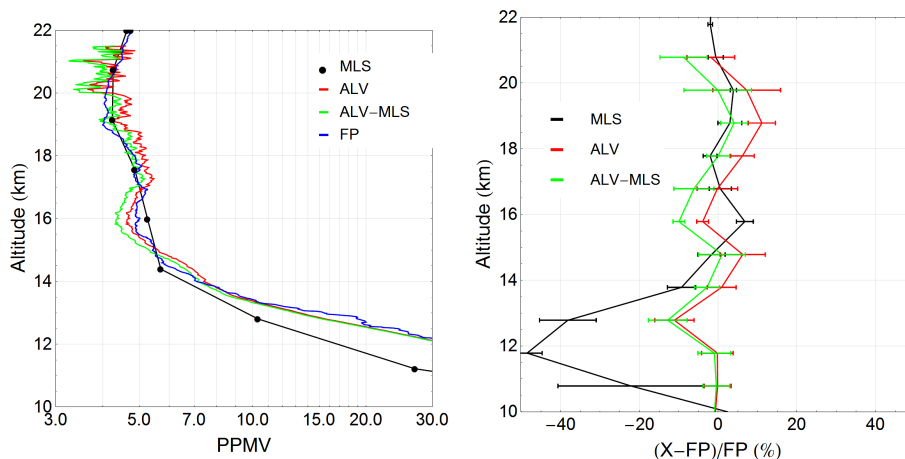 22
20
18
16
14
12
10
Altitude (km)
3.0 5.0 7.0 10.0 15.0 20.0 30.0
PPMV
MLS
ALV
ALV−MLS
FP
22
20
18
16
14
12
10
Altitude (km)
−40 −20 0 20 40
(X−FP)/FP (%)
MLS
ALV
ALV−MLS